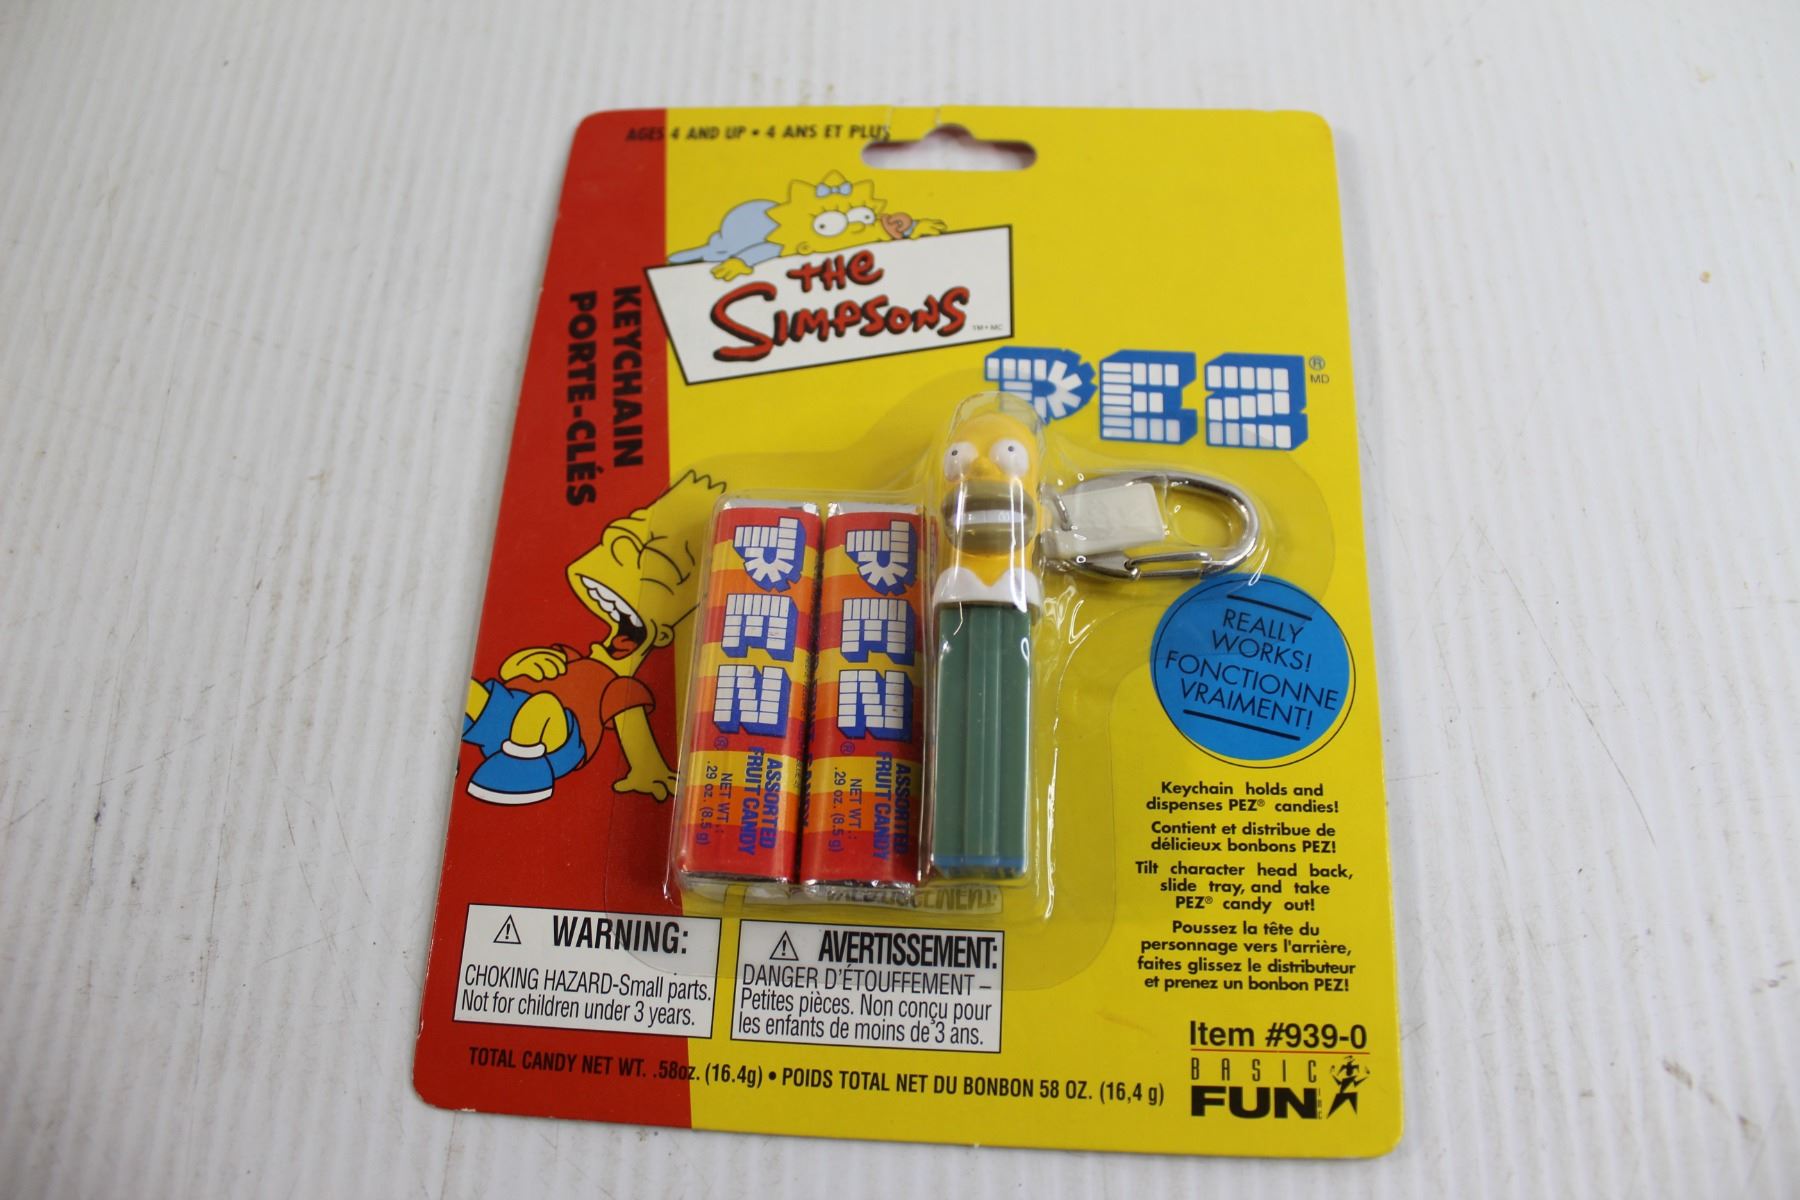 AGES 4 AND UP • 4 ANS ET PLUS
THE
SIMPSONS
TM • MC
KEYCHAIN
PORTE-CLÉS
PEZ®
MD
PEZ®
ASSORTED
FRUIT CANDY
NET WT.:
.29 oz. (8.5 g)
PEZ®
ASSORTED
FRUIT CANDY
NET WT.:
.29 oz. (8.5 g)
REALLY
WORKS!
FONCTIONNE
VRAIMENT!
Keychain holds and
dispenses PEZ® candies!
Contient et distribue de
délicieux bonbons PEZ!
Tilt character head back,
slide tray, and take
PEZ® candy out!
Poussez la tête du
personnage vers l'arrière,
faites glissez le distributeur
et prenez un bonbon PEZ!
⚠ WARNING:
CHOKING HAZARD-Small parts.
Not for children under 3 years.
⚠ AVERTISSEMENT:
DANGER D'ÉTOUFFEMENT –
Petites pièces. Non conçu pour
les enfants de moins de 3 ans.
TOTAL CANDY NET WT. .58oz. (16.4g) • POIDS TOTAL NET DU BONBON 58 OZ. (16,4 g)
Item #939-0
BASIC
FUN INC